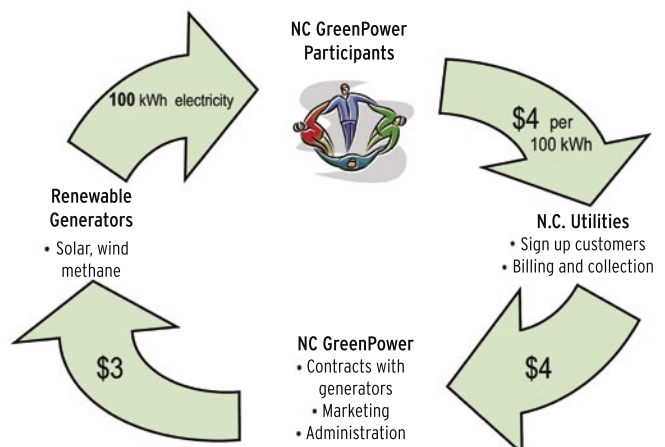 NC GreenPower
Participants
100 kWh electricity
$4 per
100 kWh
Renewable
Generators
• Solar, wind
methane
N.C. Utilities
• Sign up customers
• Billing and collection
$3
NC GreenPower
• Contracts with
generators
• Marketing
• Administration
$4